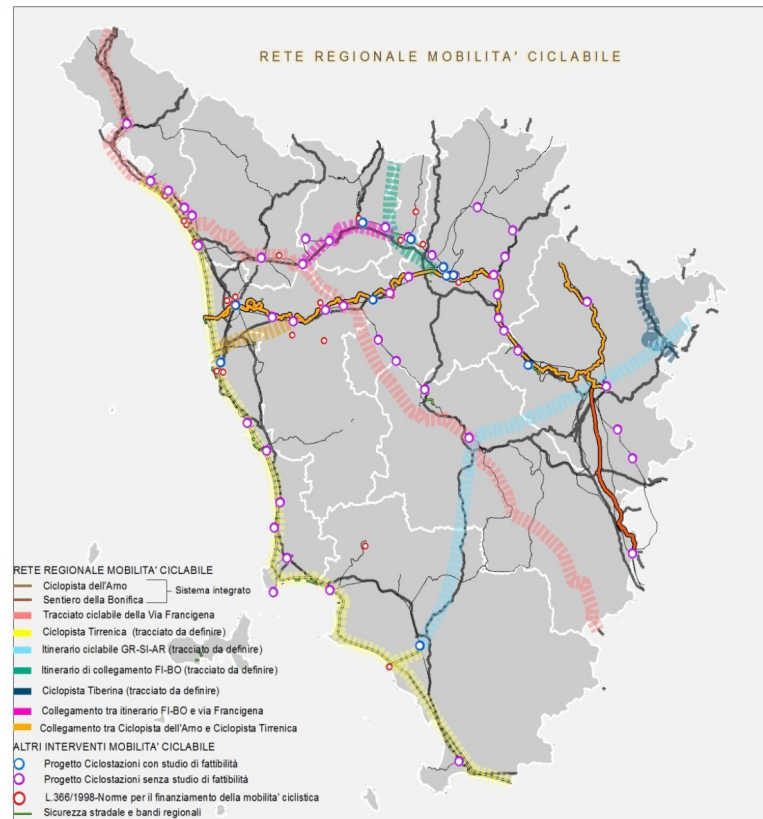 RETE REGIONALE MOBILITA' CICLABILE
RETE REGIONALE MOBILITA' CICLABILE
Ciclopista dell'Arno
Sentiero della Bonifica
Sistema integrato
Tracciato ciclabile della Via Francigena
Ciclopista Tirrenica (tracciato da definire)
Itinerario ciclabile GR-SI-AR (tracciato da definire)
Itinerario di collegamento FI-BO (tracciato da definire)
Ciclopista Tiberina (tracciato da definire)
Collegamento tra itinerario FI-BO e via Francigena
Collegamento tra Ciclopista dell'Arno e Ciclopista Tirrenica
ALTRI INTERVENTI MOBILITA' CICLABILE
Progetto Ciclostazioni con studio di fattibilità
Progetto Ciclostazioni senza studio di fattibilità
L.366/1998-Norme per il finanziamento della mobilita' ciclistica
Sicurezza stradale e bandi regionali